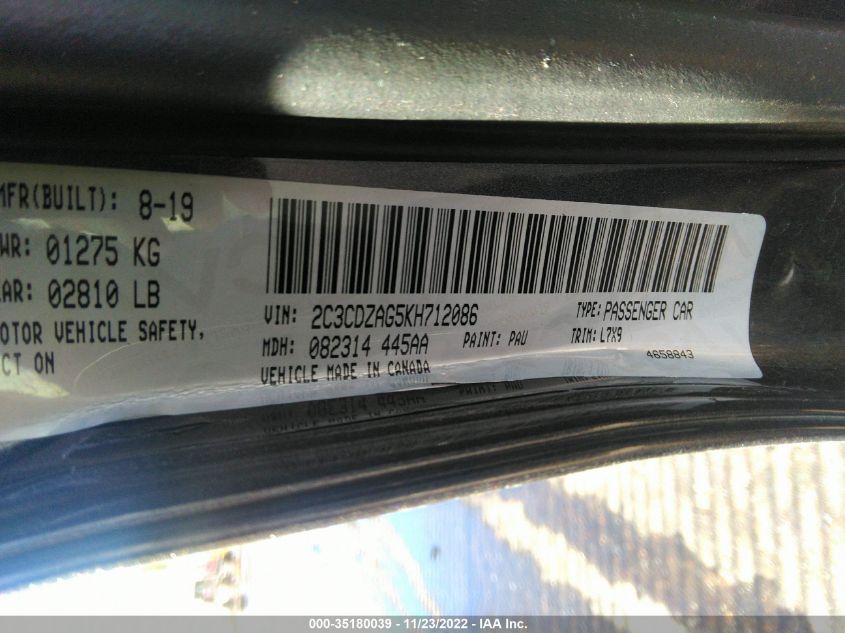 MFR(BUILT): 8-19
WR: 01275 KG
AR: 02810 LB
OTOR VEHICLE SAFETY,
CT ON
VIN: 2C3CDZAG5KH712086
TYPE: PASSENGER CAR
MDH: 082314 445AA
PAINT: PAU
TRIM: L7X9
VEHICLE MADE IN CANADA
4658843
000-35180039 - 11/23/2022 - IAA Inc.